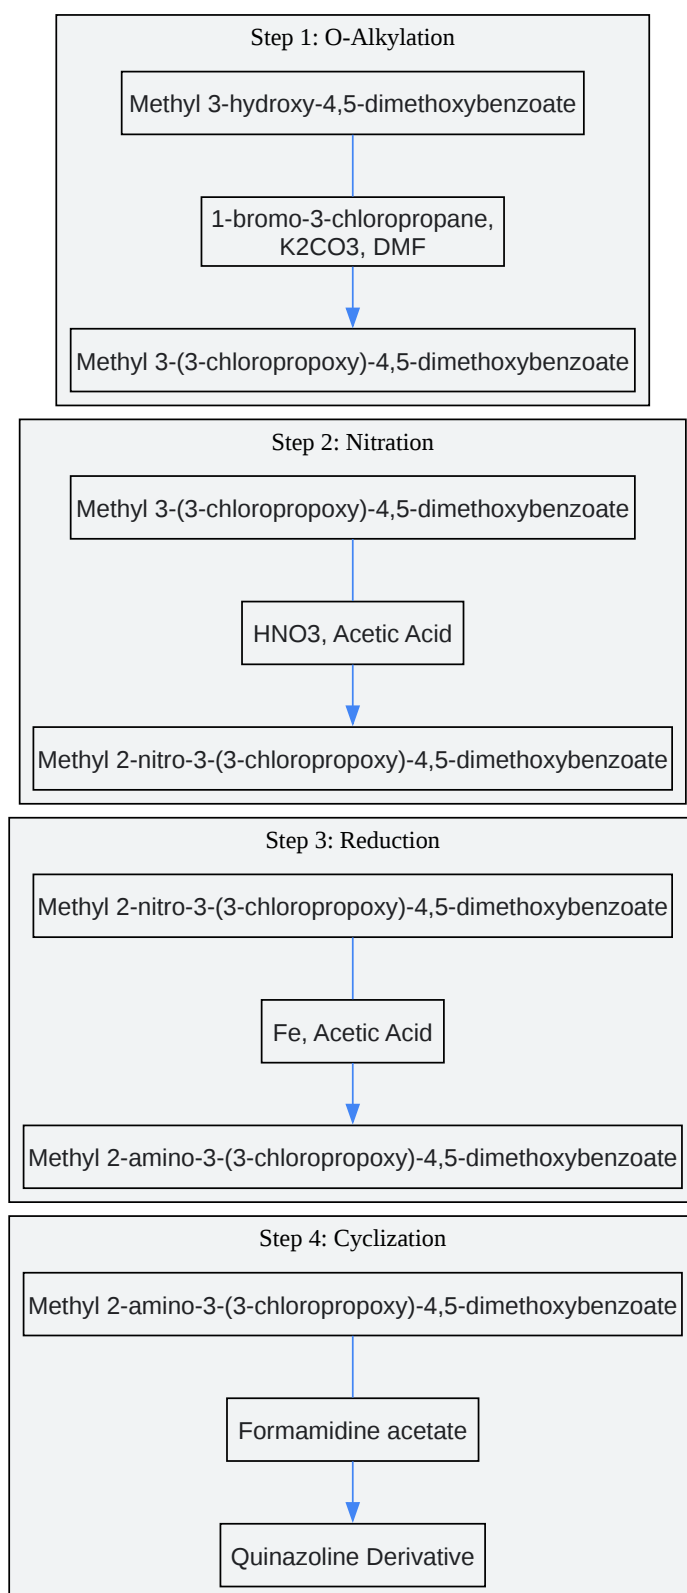 Step 1: O-Alkylation
Methyl 3-hydroxy-4,5-dimethoxybenzoate
1-bromo-3-chloropropane,
K2CO3, DMF
Methyl 3-(3-chloropropoxy)-4,5-dimethoxybenzoate
Step 2: Nitration
Methyl 3-(3-chloropropoxy)-4,5-dimethoxybenzoate
HNO3, Acetic Acid
Methyl 2-nitro-3-(3-chloropropoxy)-4,5-dimethoxybenzoate
Step 3: Reduction
Methyl 2-nitro-3-(3-chloropropoxy)-4,5-dimethoxybenzoate
Fe, Acetic Acid
Methyl 2-amino-3-(3-chloropropoxy)-4,5-dimethoxybenzoate
Step 4: Cyclization
Methyl 2-amino-3-(3-chloropropoxy)-4,5-dimethoxybenzoate
Formamidine acetate
Quinazoline Derivative